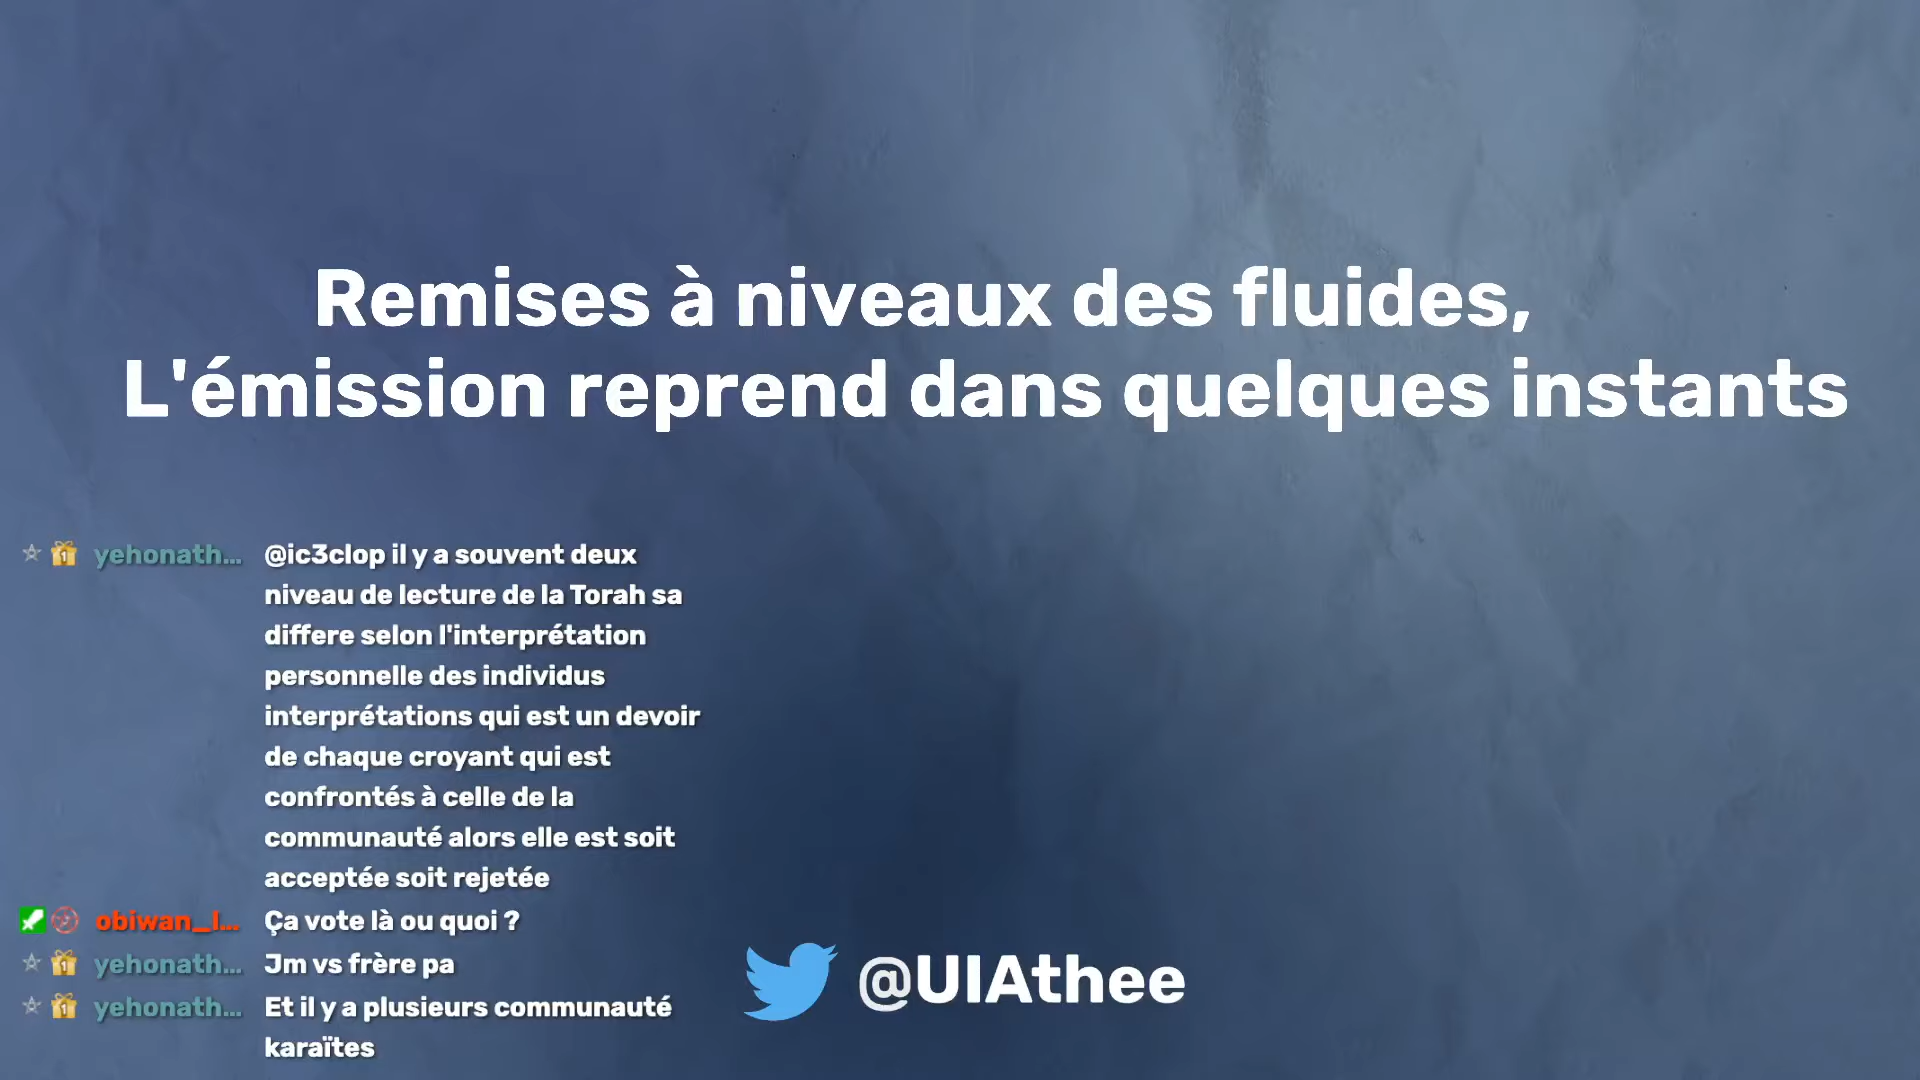 Remises à niveaux des fluides,
L'émission reprend dans quelques instants
yehonath... @ic3clop il y a souvent deux
niveau de lecture de la Torah sa
differe selon l'interprétation
personnelle des individus
interprétations qui est un devoir
de chaque croyant qui est
confrontés à celle de la
communauté alors elle est soit
acceptée soit rejetée
obiwan_l... Ça vote là ou quoi ?
yehonath... Jm vs frère pa
yehonath... Et il y a plusieurs communauté
karaïtes
@UIAthee